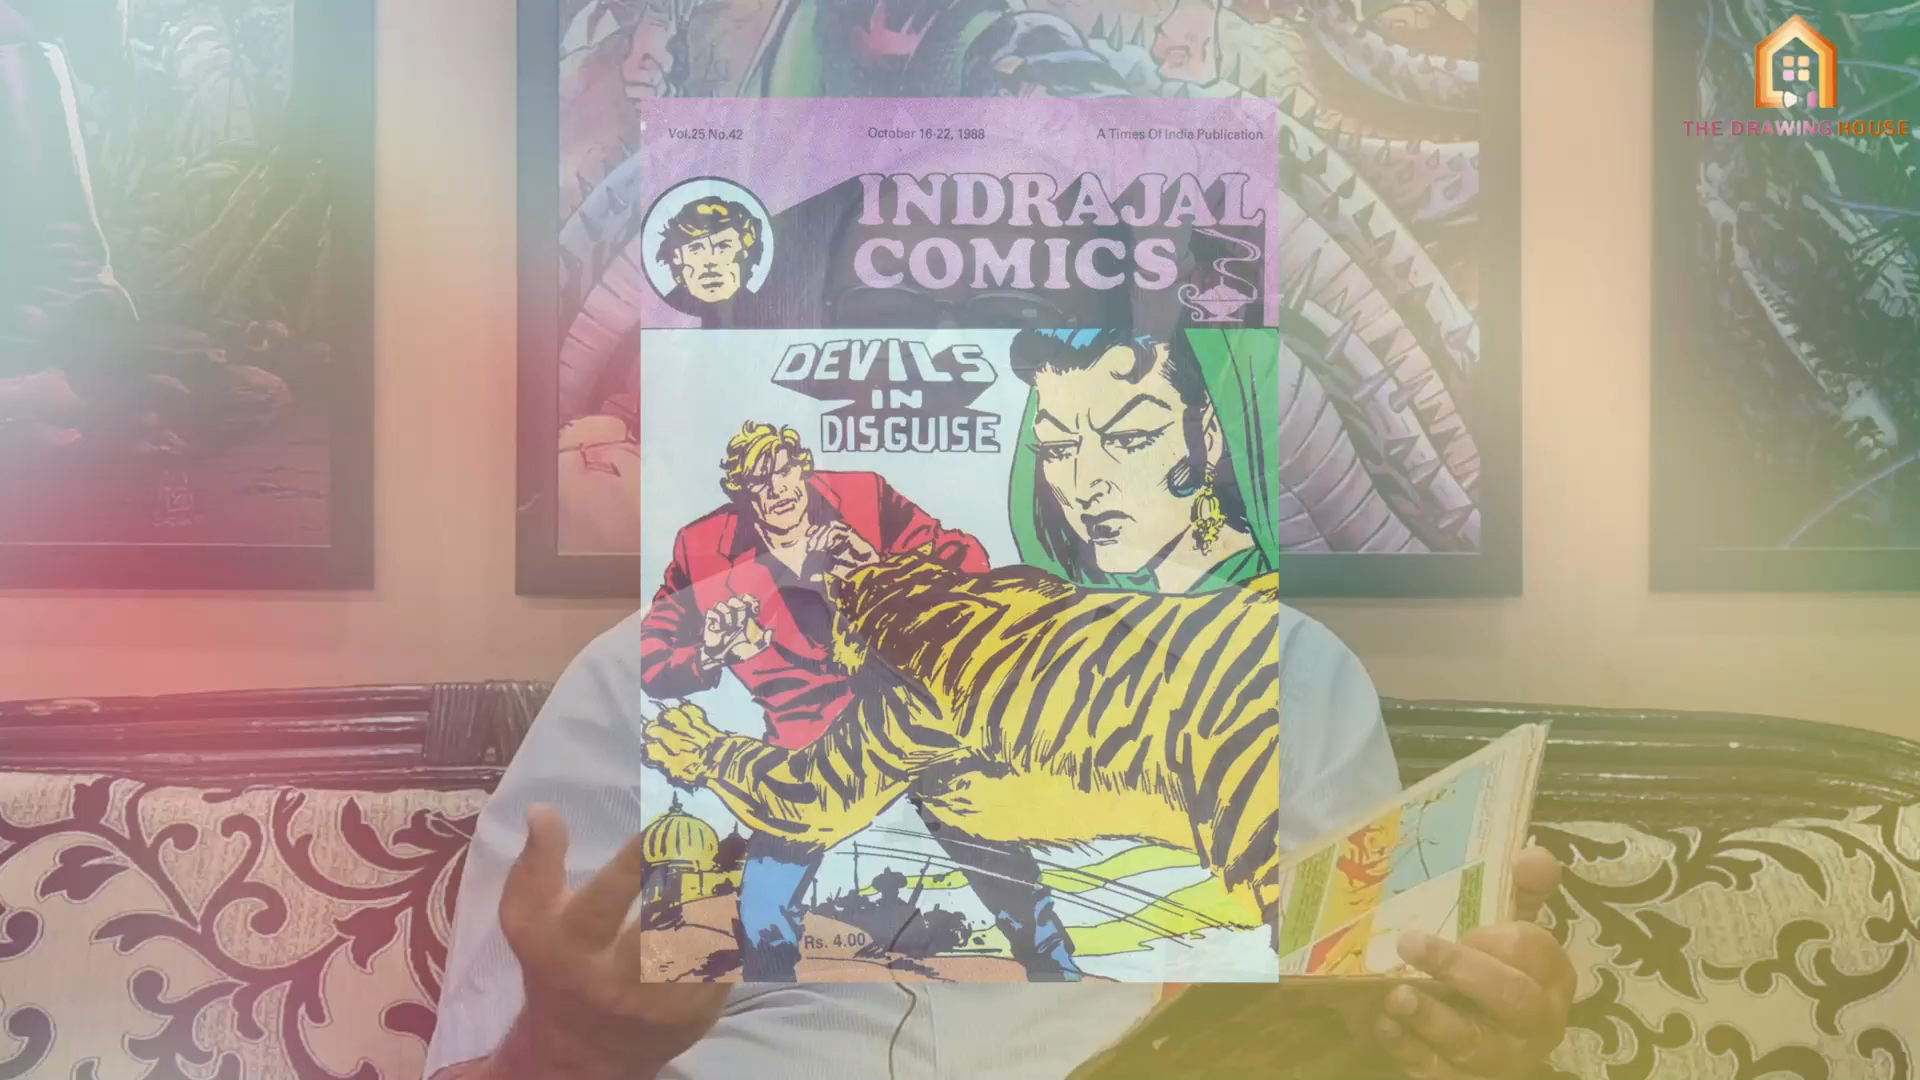 Vol.25 No.42
October 16-22, 1988
A Times Of India Publication
INDRAJAL
COMICS
DEVILS
IN
DISGUISE
Rs. 4.00
THE DRAWING HOUSE